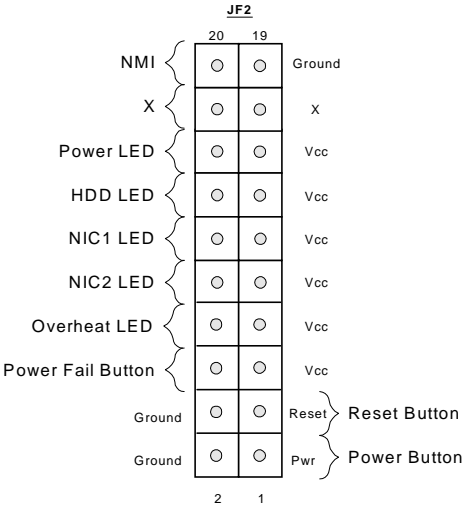 JF2
20 19
NMI Ground
X X
Power LED Vcc
HDD LED Vcc
NIC1 LED Vcc
NIC2 LED Vcc
Overheat LED Vcc
Power Fail Button Vcc
Ground Reset Reset Button
Ground Pwr Power Button
2 1